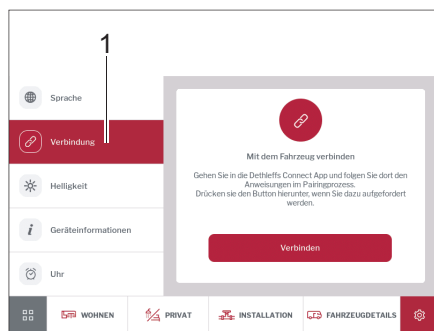 1
Sprache
Verbindung
Helligkeit
Geräteinformationen
Uhr
Mit dem Fahrzeug verbinden
Gehen Sie in die Dethleffs Connect App und folgen Sie dort den
Anweisungen im Pairingprozess.
Drücken sie den Button hierunter, wenn Sie dazu aufgefordert
werden.
Verbinden
WOHNEN
PRIVAT
INSTALLATION
FAHRZEUGDETAILS